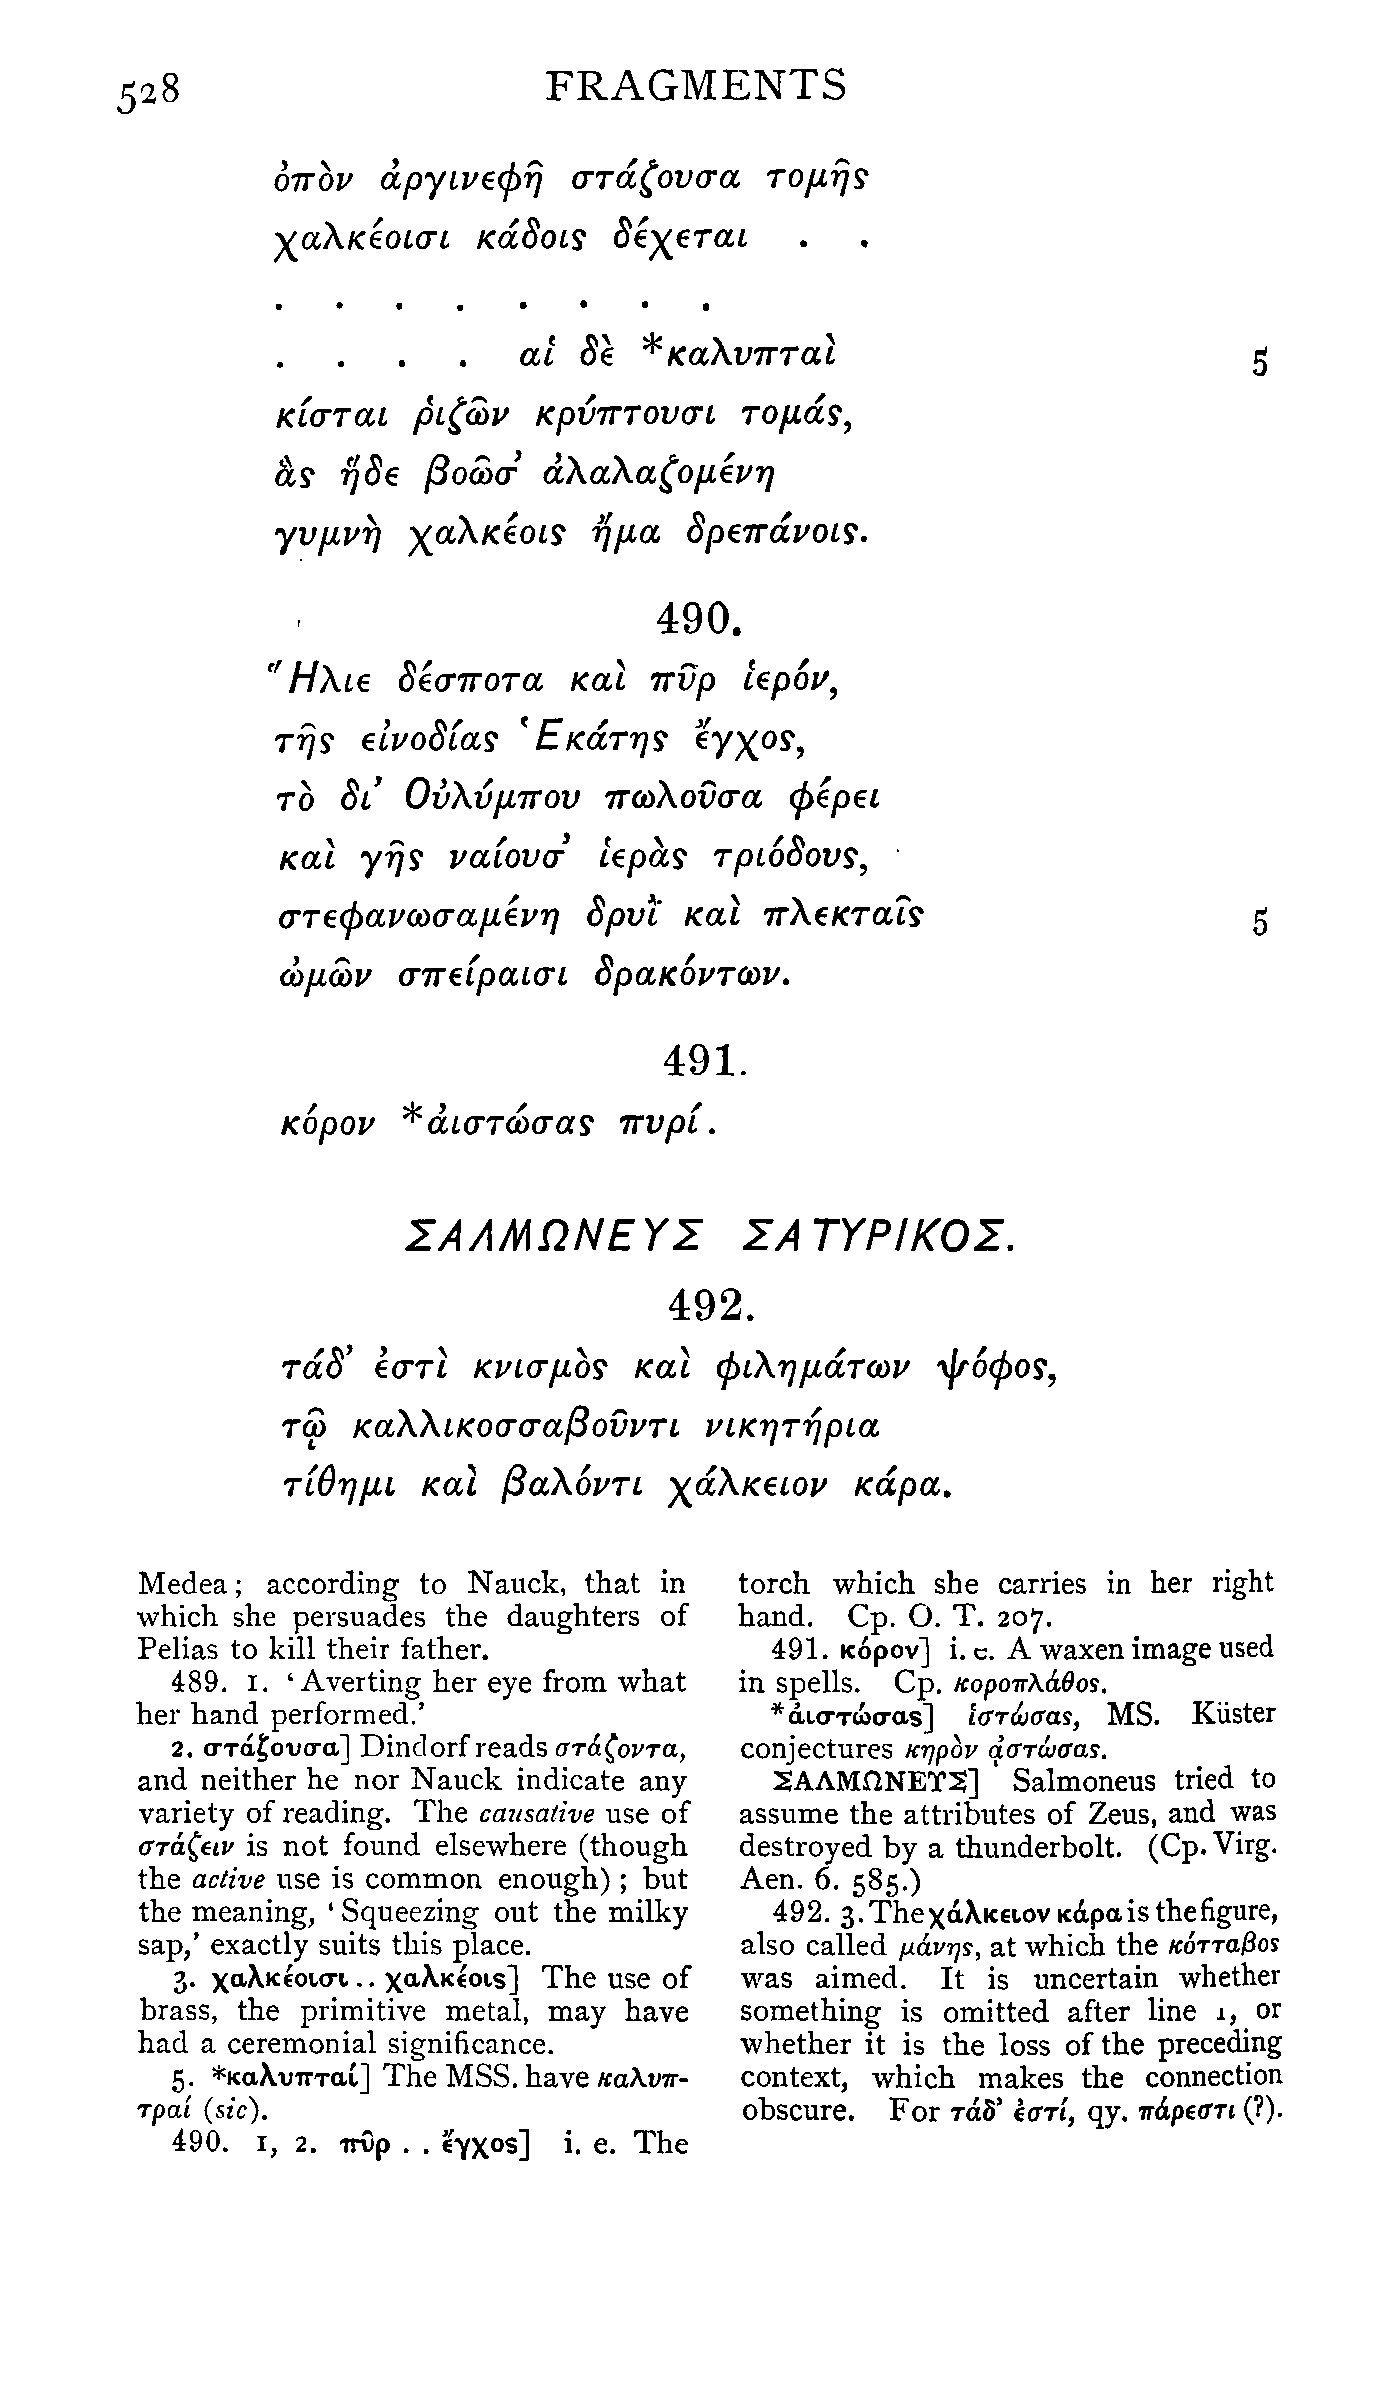 528 FRAGMENTS
ὀπὸν ἀργινεφῆ στάζουσα τομῆς
χαλκέοισι κάδοις δέχεται . .
. . . . . . . .
. . . . αἱ δὲ *καλυπταὶ 5
κίσται ῥιζῶν κρύπτουσι τομάς,
ἃς ἥδε βοῶσ’ ἀλαλαζομένη
γυμνὴ χαλκέοις ἤμα δρεπάνοις.
490.
Ἥλιε δέσποτα καὶ πῦρ ἱερόν,
τῆς εἰνοδίας Ἑκάτης ἔγχος,
τὸ δι’ Οὐλύμπου πωλοῦσα φέρει
καὶ γῆς ναίουσ’ ἱερὰς τριόδους,
στεφανωσαμένη δρυῒ καὶ πλεκταῖς 5
ὠμῶν σπείραισι δρακόντων.
491.
κόρον *ἀιστώσας πυρί.
ΣΑΛΜΩΝΕΥΣ ΣΑΤΥΡΙΚΟΣ.
492.
τάδ’ ἐστὶ κνισμὸς καὶ φιλημάτων ψόφος,
τῷ καλλικοσσαβοῦντι νικητήρια
τίθημι καὶ βαλόντι χάλκειον κάρα.
Medea; according to Nauck, that in
which she persuades the daughters of
Pelias to kill their father.
489. 1. ‘Averting her eye from what
her hand performed.’
2. στάζουσα] Dindorf reads στάζοντα,
and neither he nor Nauck indicate any
variety of reading. The causative use of
στάζειν is not found elsewhere (though
the active use is common enough); but
the meaning, ‘Squeezing out the milky
sap,’ exactly suits this place.
3. χαλκέοισι .. χαλκέοις] The use of
brass, the primitive metal, may have
had a ceremonial significance.
5. *καλυπταί] The MSS. have καλυπ-
τραί (sic).
490. 1, 2. πῦρ . . ἔγχος] i. e. The
torch which she carries in her right
hand. Cp. O. T. 207.
491. κόρον] i. e. A waxen image used
in spells. Cp. κοροπλάθος.
*ἀιστώσας] ἱστώσας, MS. Küster
conjectures κηρὸν ᾀστώσας.
ΣΑΛΜΩΝΕΥΣ] Salmoneus tried to
assume the attributes of Zeus, and was
destroyed by a thunderbolt. (Cp. Virg.
Aen. 6. 585.)
492. 3. The χάλκειον κάρα is the figure,
also called μάνης, at which the κότταβος
was aimed. It is uncertain whether
something is omitted after line 1, or
whether it is the loss of the preceding
context, which makes the connection
obscure. For τάδ’ ἐστί, qy. πάρεστι (?).